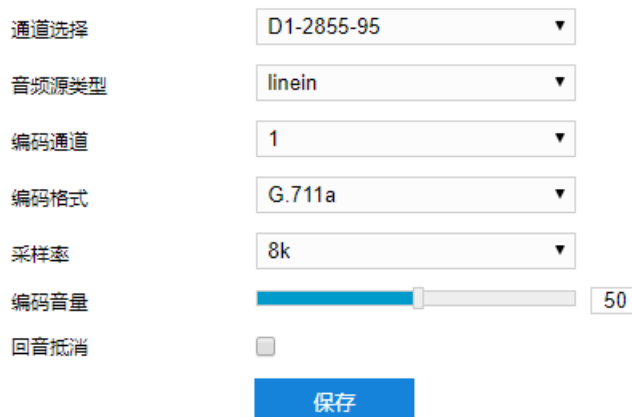 通道选择 D1-2855-95
音频源类型 linein
编码通道 1
编码格式 G.711a
采样率 8k
编码音量 50
回音抵消
保存